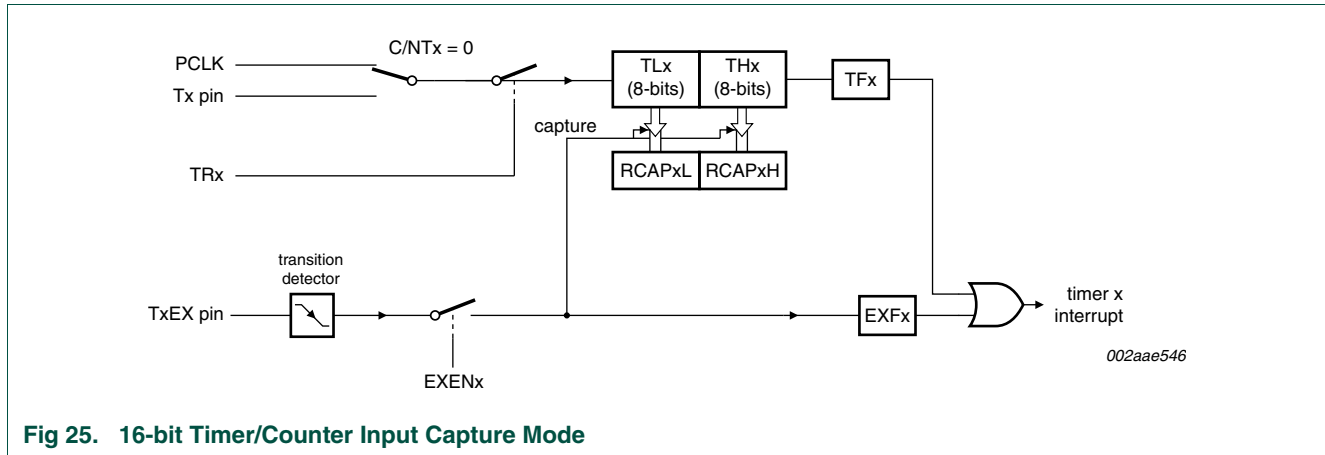 C/NTx = 0
PCLK
Tx pin
TLx
(8-bits)
THx
(8-bits)
TFx
capture
TRx
RCAPxL
RCAPxH
transition
detector
TxEX pin
EXFx
timer x
interrupt
002aae546
EXENx
Fig 25. 16-bit Timer/Counter Input Capture Mode